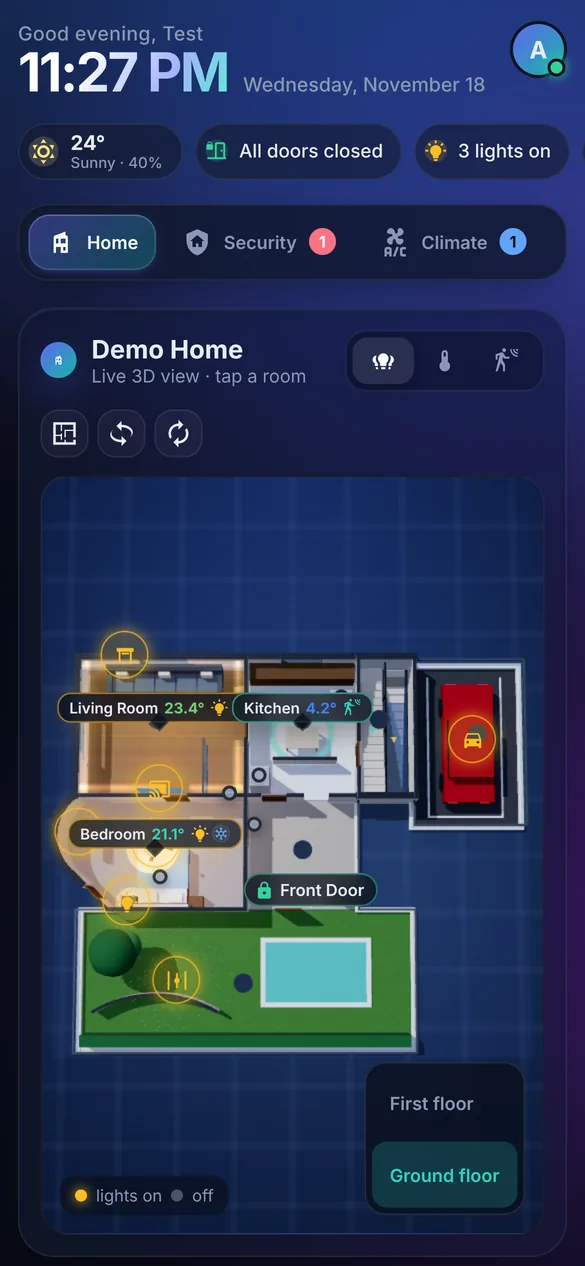 Good evening, Test
11:27 PM Wednesday, November 18
A
24°
Sunny · 40%
All doors closed
3 lights on
Home
Security 1
A/C Climate 1
Demo Home
Live 3D view · tap a room
Living Room 23.4°
Kitchen 4.2°
Bedroom 21.1°
Front Door
First floor
Ground floor
lights on off